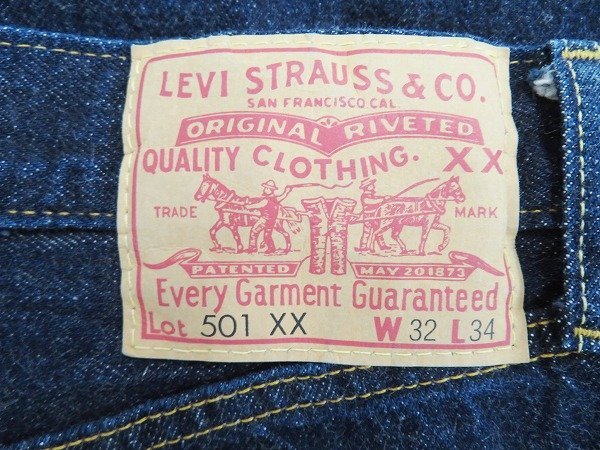 LEVI STRAUSS & CO.
SAN FRANCISCO CAL
ORIGINAL RIVETED
QUALITY CLOTHING. XX
TRADE MARK
PATENTED MAY 20 1873
Every Garment Guaranteed
Lot 501 XX W 32 L 34